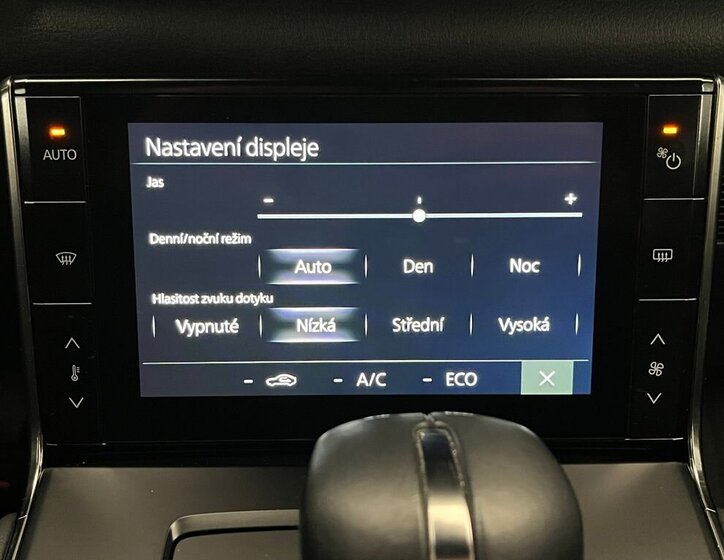 AUTO
Nastavení displeje
Jas
- +
Denní/noční režim
Auto Den Noc
Hlasitost zvuku dotyku
Vypnuté Nízká Střední Vysoká
A/C ECO